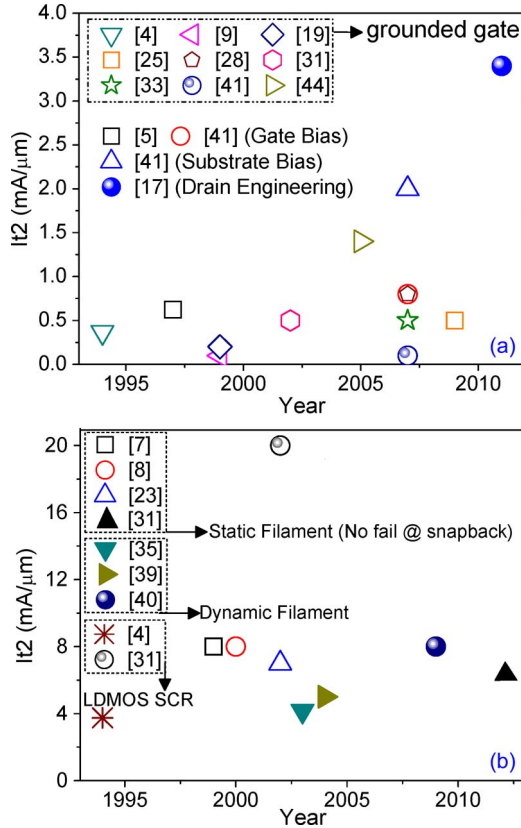 [4] [9] [19] grounded gate
[25] [28] [31]
[33] [41] [44]
[5] [41] (Gate Bias)
[41] (Substrate Bias)
[17] (Drain Engineering)
It2 (mA/μm)
4.0
3.5
3.0
2.5
2.0
1.5
1.0
0.5
0.0
1995 2000 2005 2010
Year
(a)
[7]
[8]
[23]
[31]
Static Filament (No fail @ snapback)
[35]
[39]
[40]
Dynamic Filament
[4]
[31]
LDMOS SCR
It2 (mA/μm)
20
16
12
8
4
0
1995 2000 2005 2010
Year
(b)